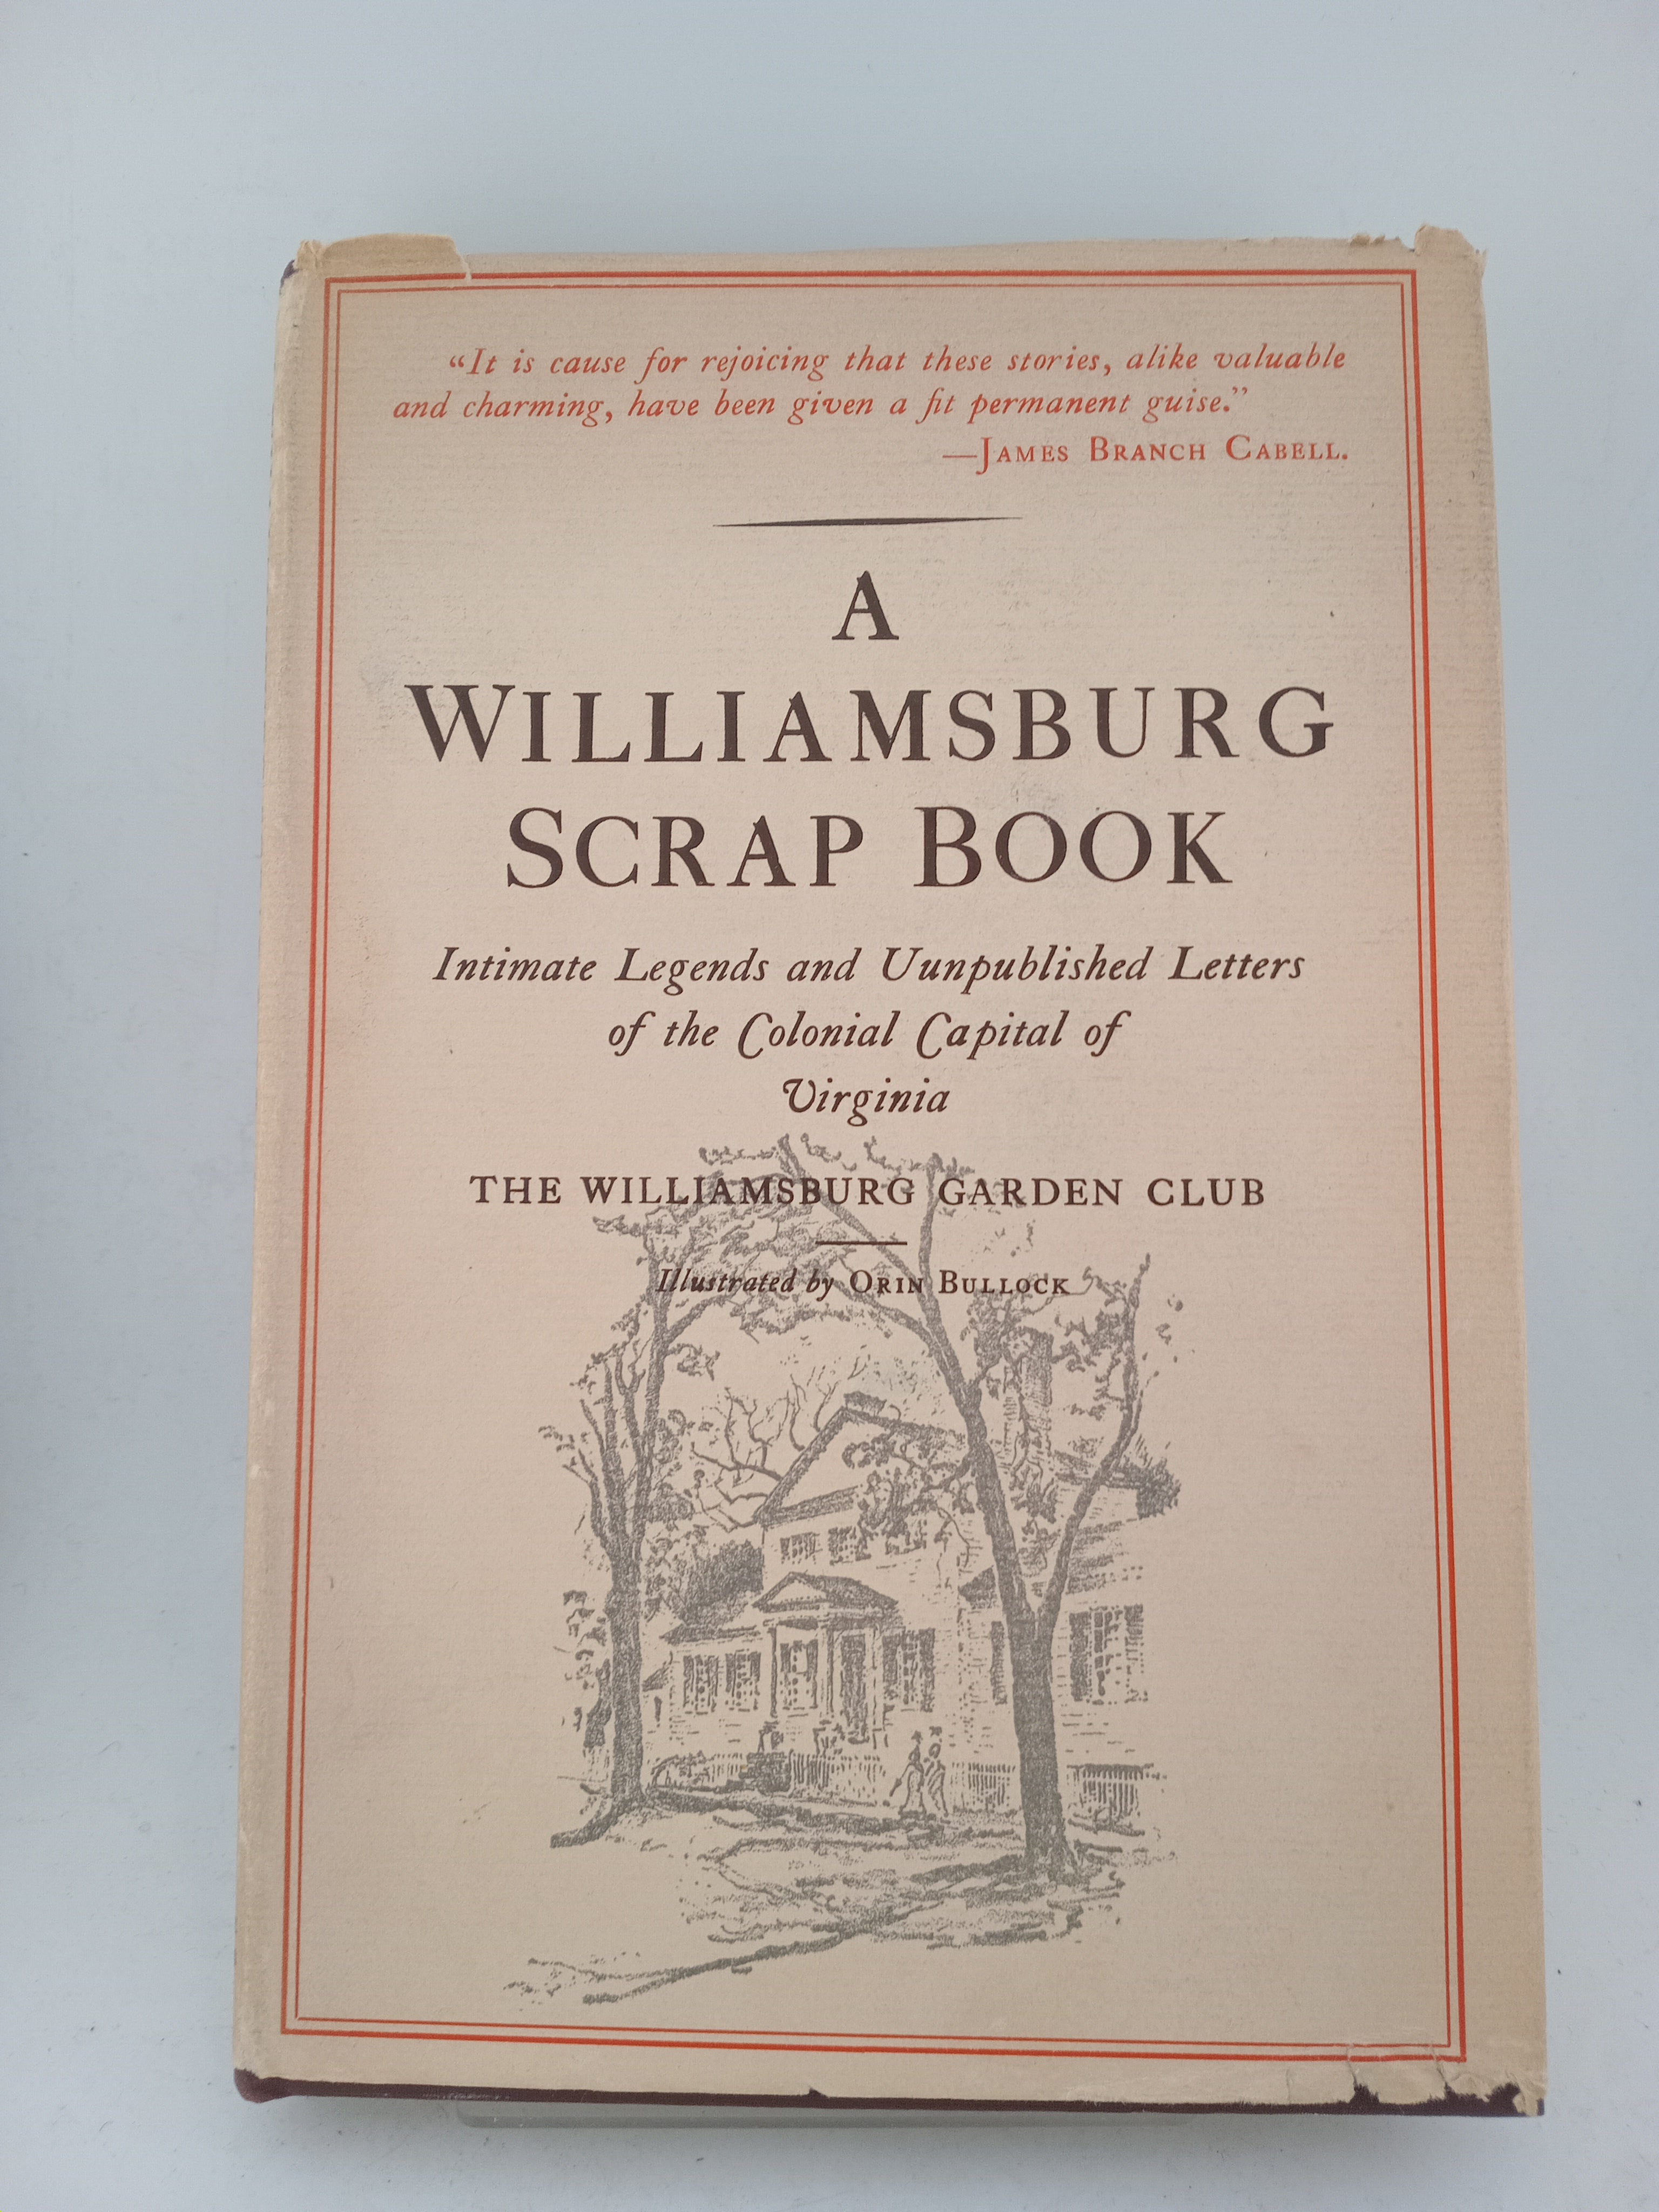 “It is cause for rejoicing that these stories, alike valuable
and charming, have been given a fit permanent guise.”
—JAMES BRANCH CABELL.
A
WILLIAMSBURG
SCRAP BOOK
Intimate Legends and Uunpublished Letters
of the Colonial Capital of
Virginia
THE WILLIAMSBURG GARDEN CLUB
Illustrated by ORIN BULLOCK